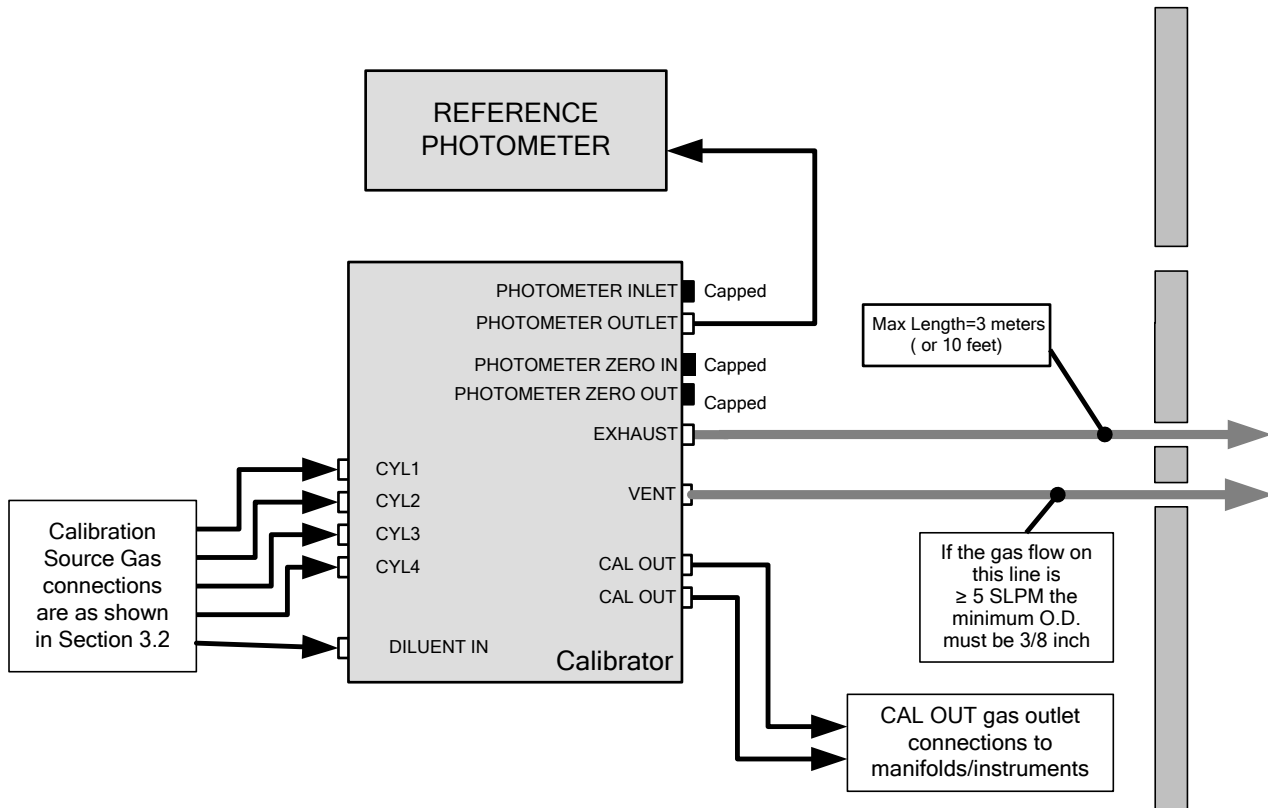 REFERENCE
PHOTOMETER
PHOTOMETER INLET
Capped
PHOTOMETER OUTLET
PHOTOMETER ZERO IN
Capped
PHOTOMETER ZERO OUT
Capped
EXHAUST
VENT
CAL OUT
CAL OUT
CYL1
CYL2
CYL3
CYL4
DILUENT IN
Calibrator
Calibration
Source Gas
connections
are as shown
in Section 3.2
Max Length=3 meters
( or 10 feet)
If the gas flow on
this line is
≥ 5 SLPM the
minimum O.D.
must be 3/8 inch
CAL OUT gas outlet
connections to
manifolds/instruments